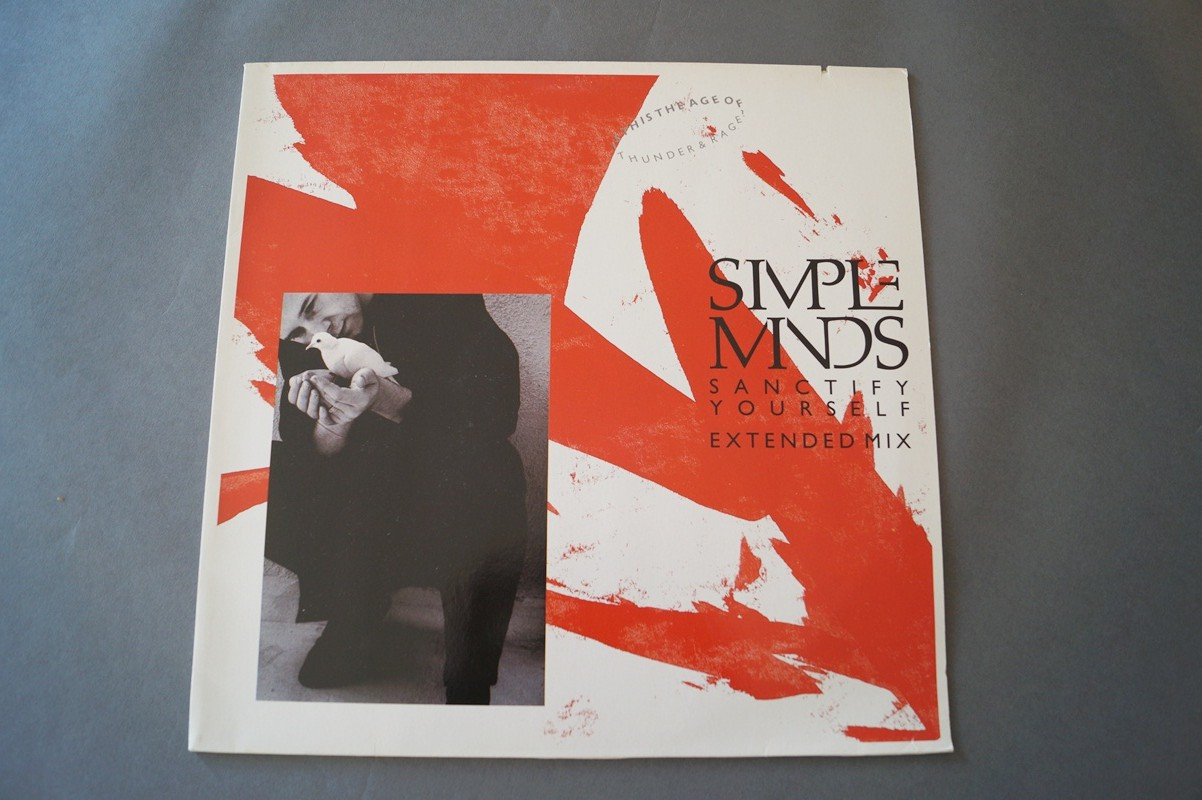 THIS THE AGE OF
THUNDER & RAGE
SIMPLE
MINDS
SANCTIFY
YOURSELF
EXTENDED MIX